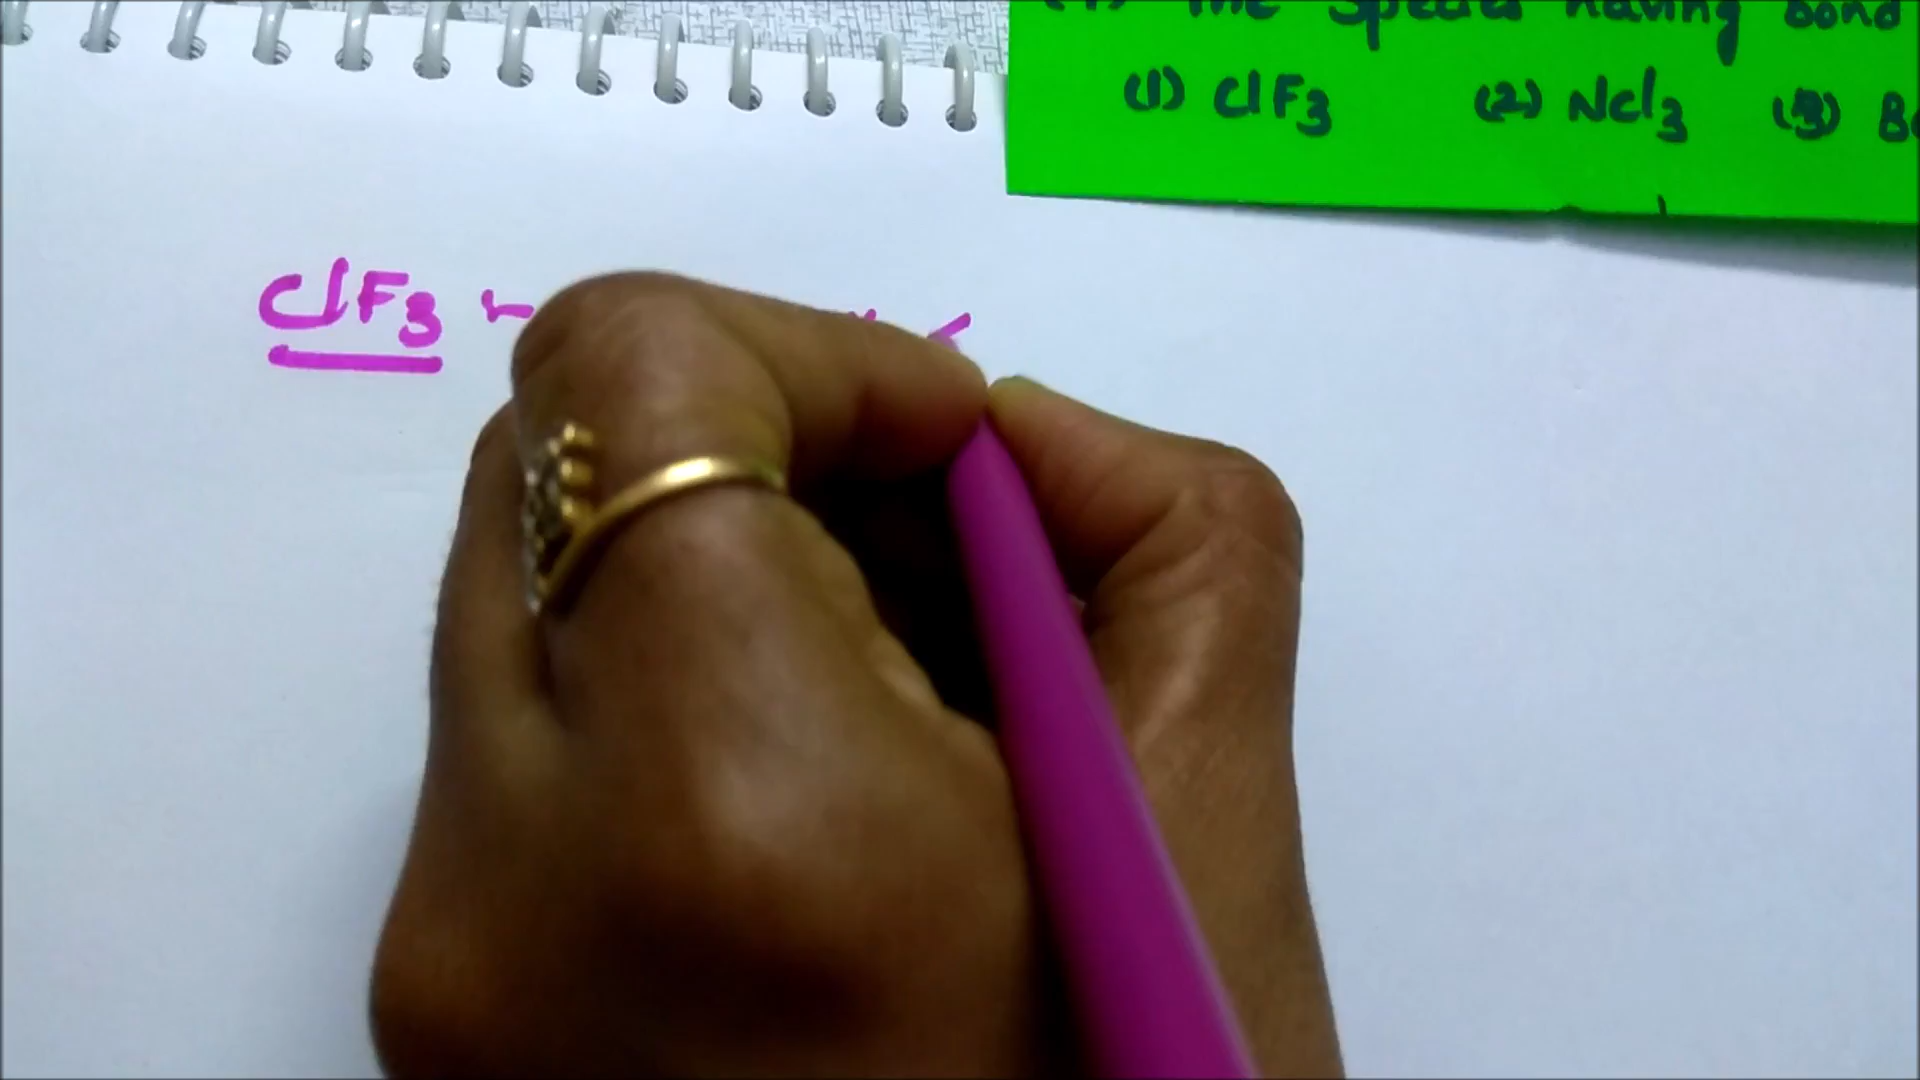 The Species having bond
(1) ClF3 (2) NCl3 (3)
ClF3